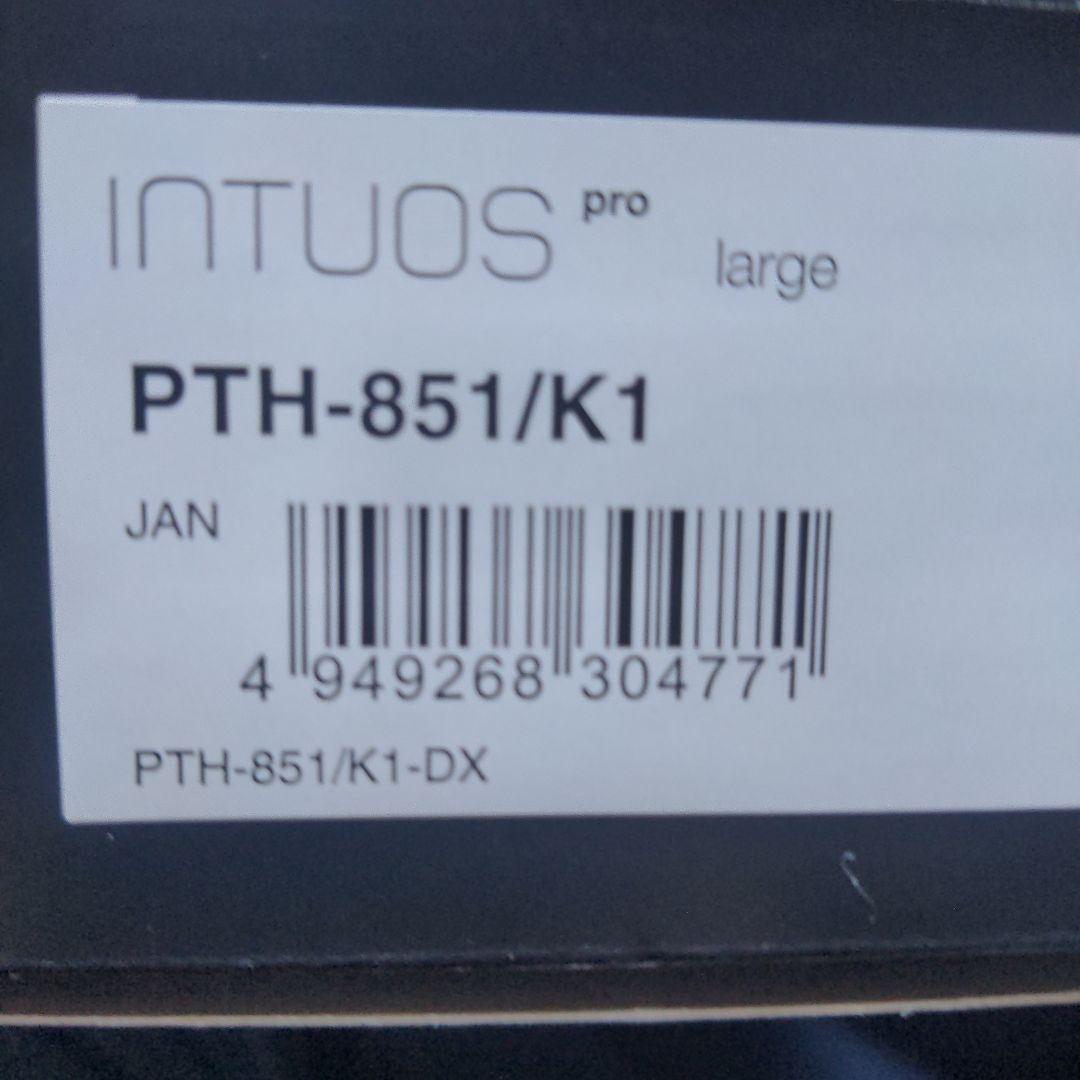 INTUOS pro large
PTH-851/K1
JAN
4 949268 304771
PTH-851/K1-DX